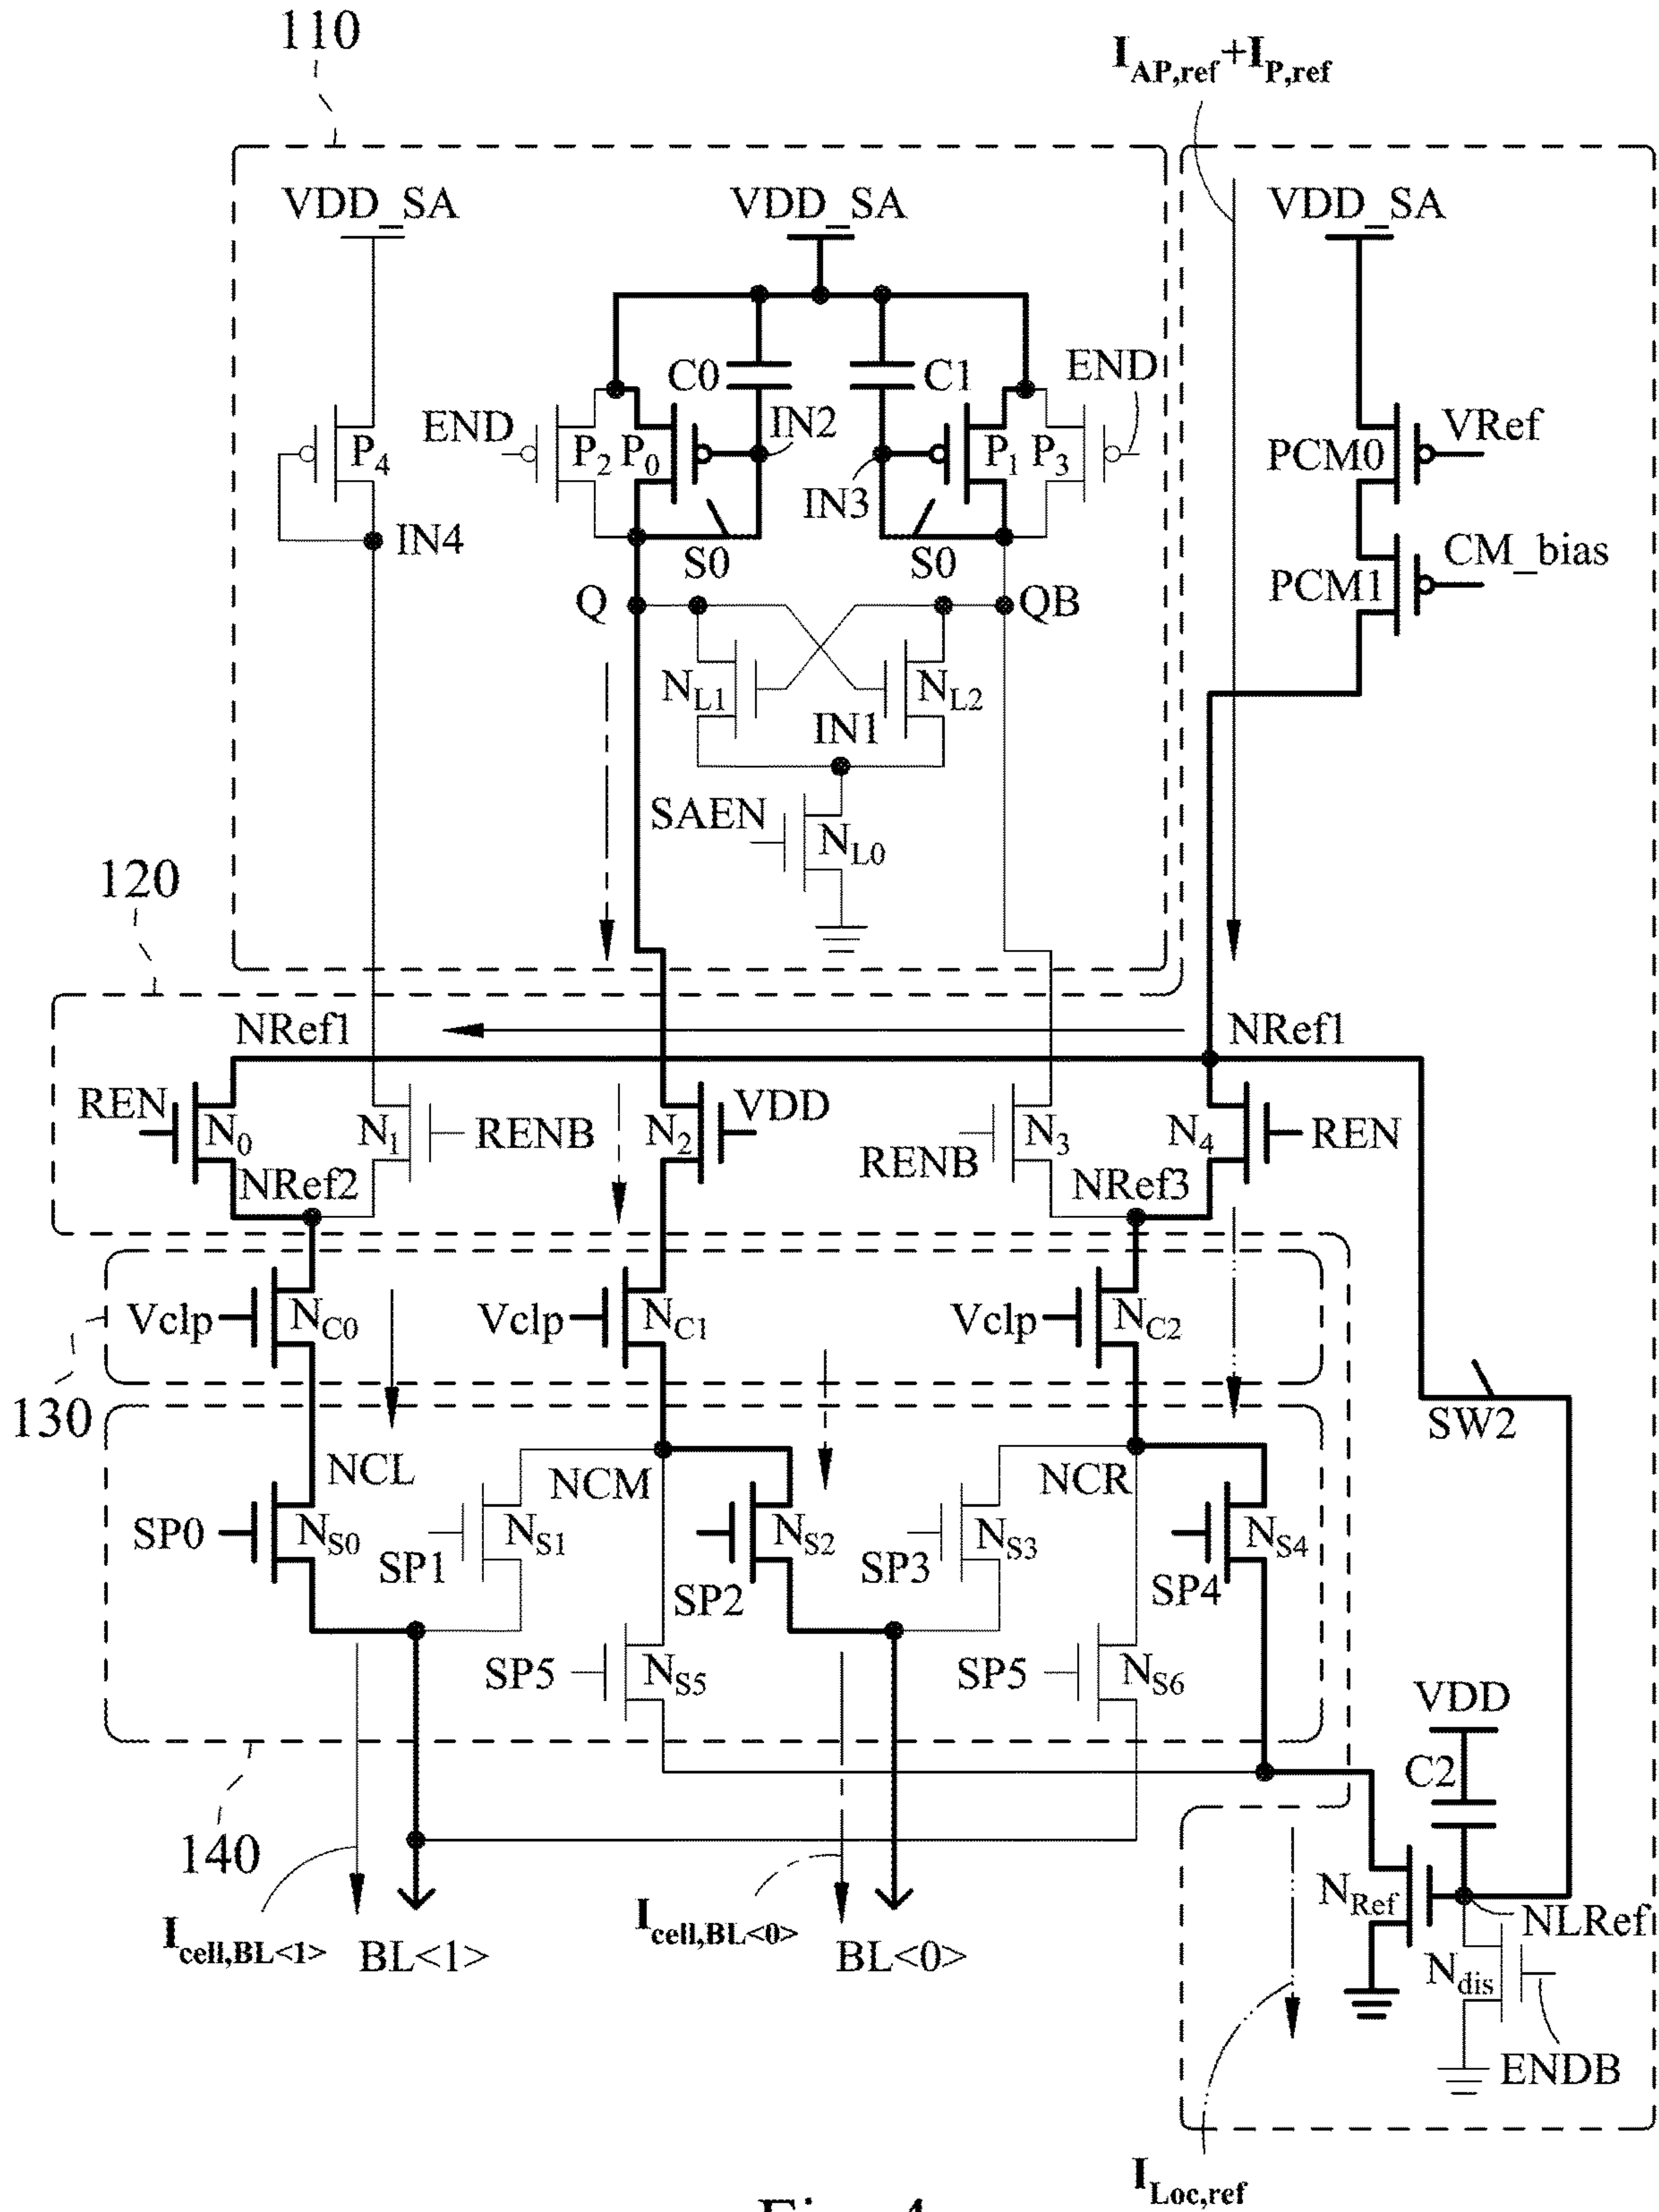 110
I_AP,ref+I_P,ref
VDD_SA
VDD_SA
VDD_SA
C0
C1
END
END
IN2
VRef
P4
P2
P0
P1
P3
PCM0
IN3
IN4
S0
S0
CM_bias
PCM1
Q
QB
NL1
NL2
IN1
SAEN
NL0
120
NRef1
NRef1
REN
N0
N1
RENB
N2
VDD
RENB
N3
N4
REN
NRef2
NRef3
Vclp
NC0
Vclp
NC1
Vclp
NC2
130
SW2
NCL
NCM
NCR
SP0
NS0
SP1
NS1
SP2
NS2
SP3
NS3
SP4
NS4
SP5
NS5
SP5
NS6
VDD
C2
140
NRef
NLRef
Icell,BL<1>
BL<1>
Icell,BL<0>
BL<0>
Ndis
ENDB
ILoc,ref